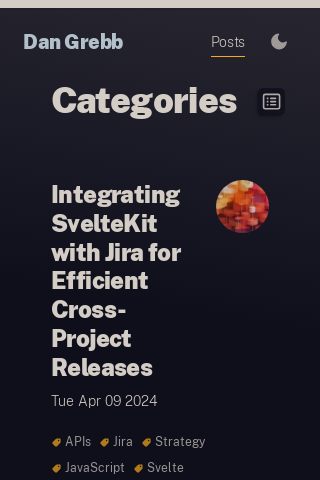 Dan Grebb
Posts
Categories
Integrating
SvelteKit
with Jira for
Efficient
Cross-
Project
Releases
Tue Apr 09 2024
APIs Jira Strategy
JavaScript Svelte